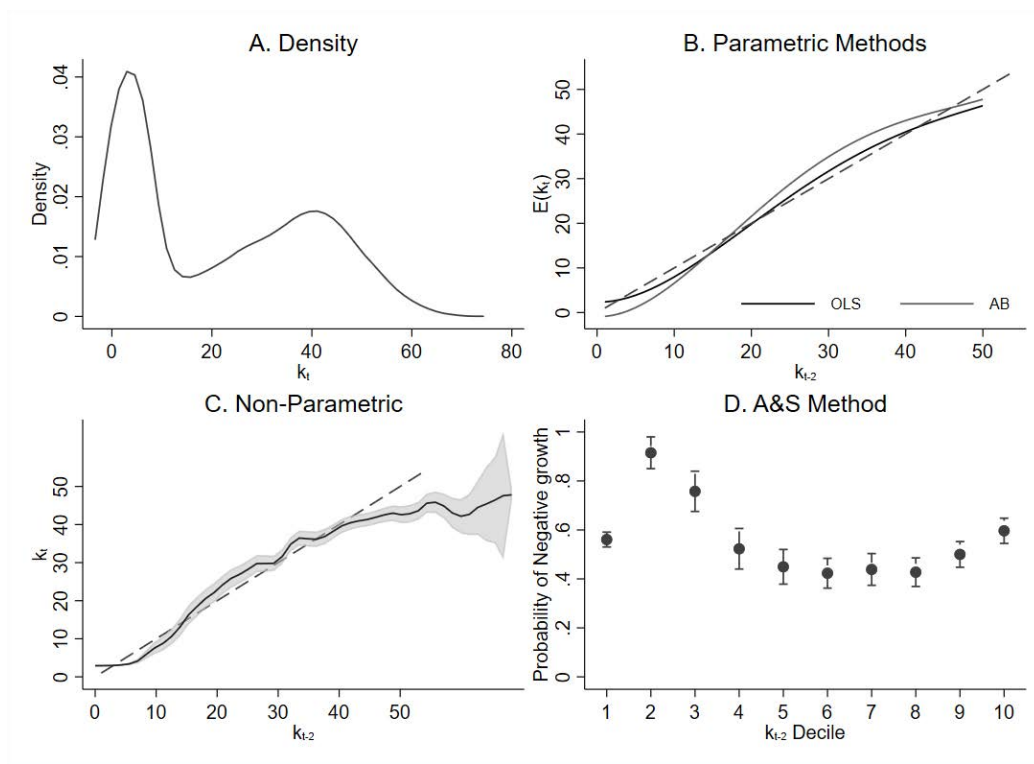 A. Density
Density
0 .01 .02 .03 .04
0 20 40 60 80
kₜ
B. Parametric Methods
E(kₜ)
0 10 20 30 40 50
OLS AB
0 10 20 30 40 50
kₜ₋₂
C. Non-Parametric
kₜ
0 10 20 30 40 50
0 10 20 30 40 50
kₜ₋₂
D. A&S Method
Probability of Negative growth
0 .2 .4 .6 .8 1
1 2 3 4 5 6 7 8 9 10
kₜ₋₂ Decile